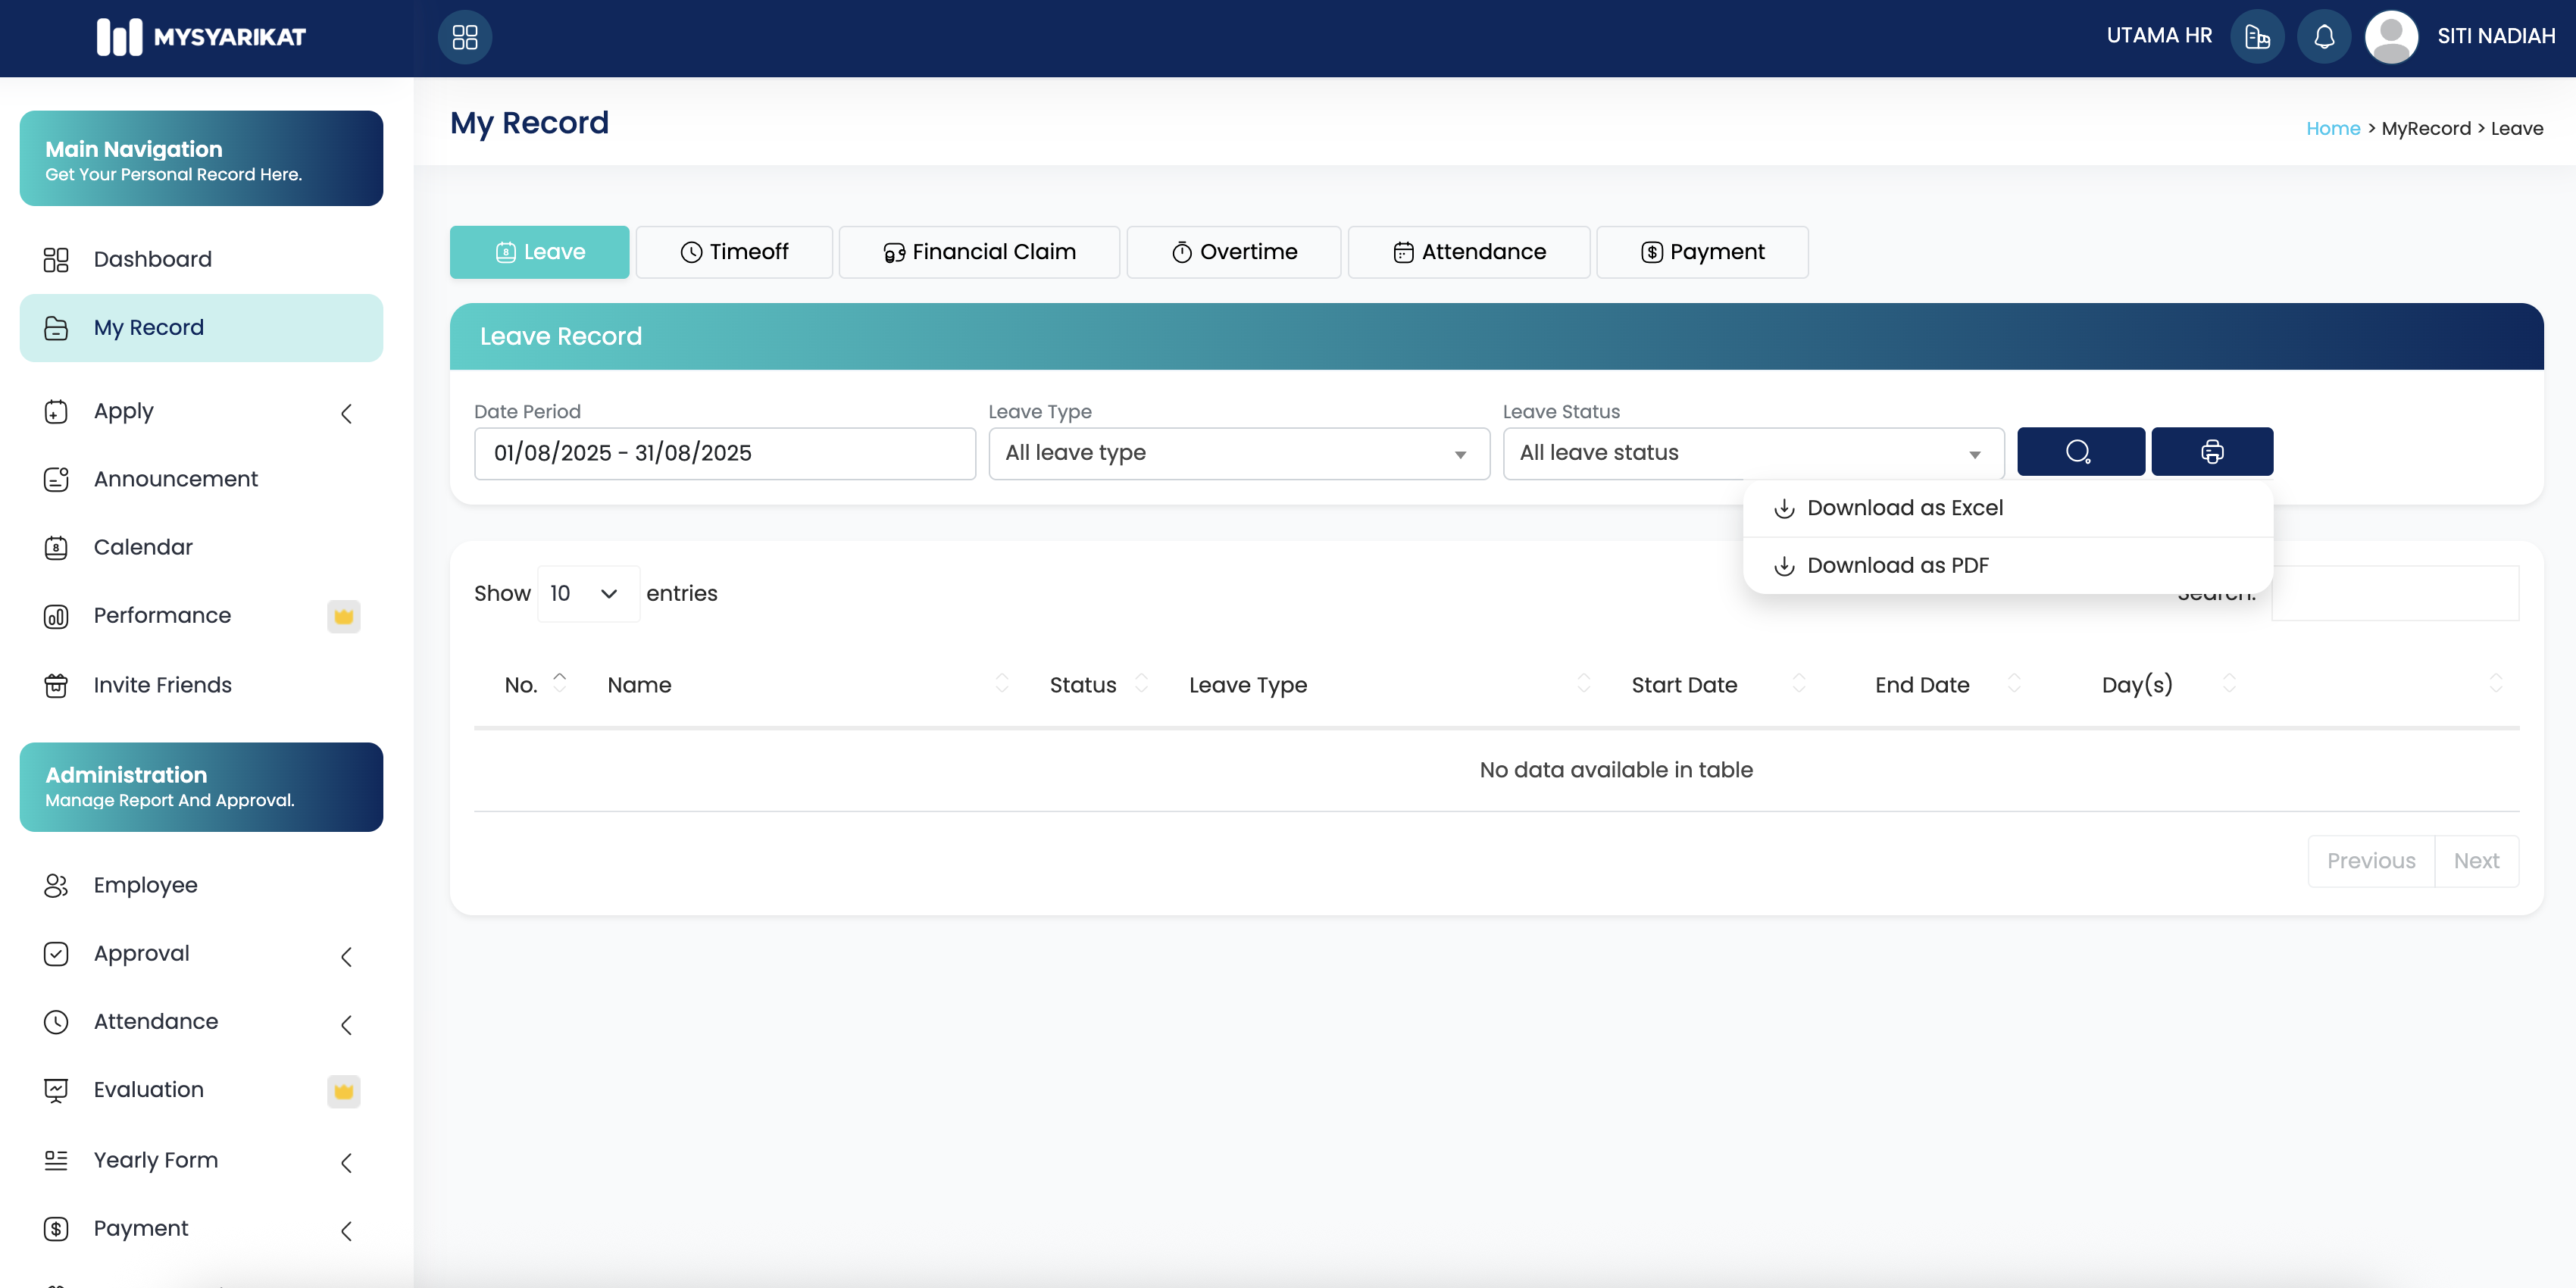 MYSYARIKAT
UTAMA HR
SITI NADIAH
Main Navigation
Get Your Personal Record Here.
Dashboard
My Record
Apply
Announcement
Calendar
Performance
Invite Friends
Administration
Manage Report And Approval.
Employee
Approval
Attendance
Evaluation
Yearly Form
Payment
My Record
Home > MyRecord > Leave
Leave
Timeoff
Financial Claim
Overtime
Attendance
Payment
Leave Record
Date Period
01/08/2025 - 31/08/2025
Leave Type
All leave type
Leave Status
All leave status
Download as Excel
Download as PDF
Show 10 entries
Search:
No. Name Status Leave Type Start Date End Date Day(s)
No data available in table
Previous Next